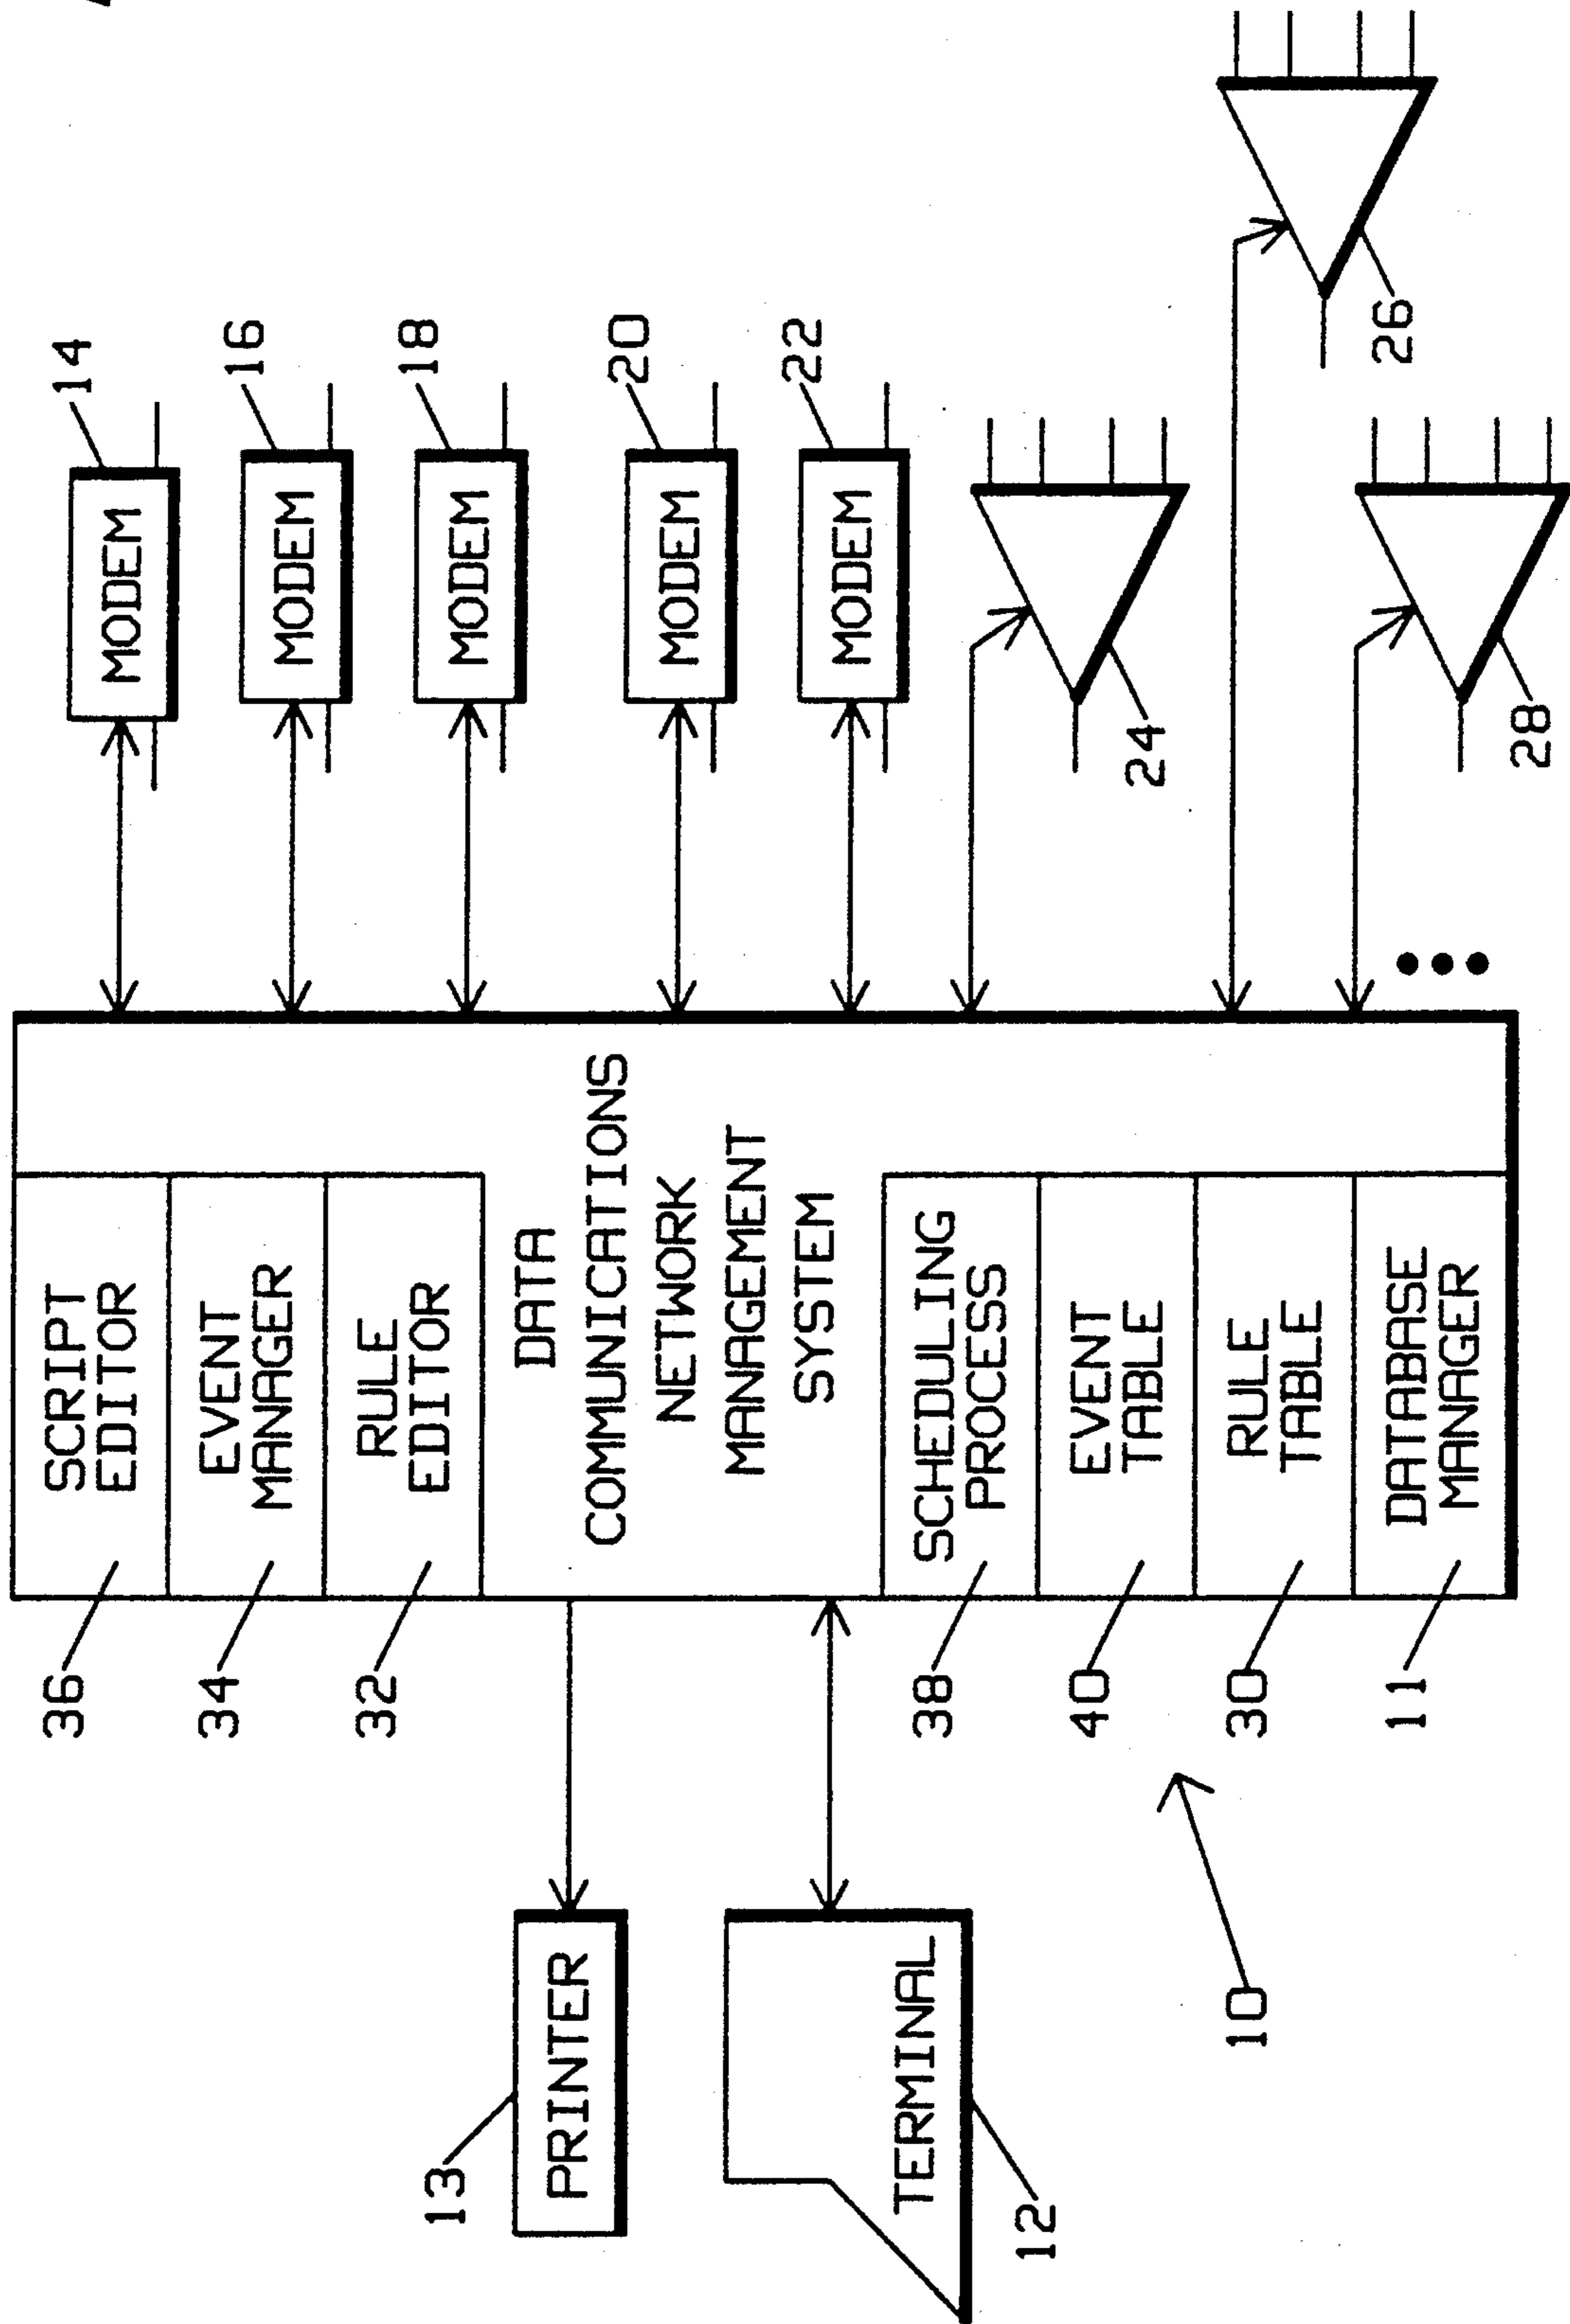 13
PRINTER
TERMINAL
12
10
36
SCRIPT
EDITOR
34
EVENT
MANAGER
32
RULE
EDITOR
DATA
COMMUNICATIONS
NETWORK
MANAGEMENT
SYSTEM
38
SCHEDULING
PROCESS
40
EVENT
TABLE
30
RULE
TABLE
11
DATABASE
MANAGER
14
MODEM
16
MODEM
18
MODEM
20
MODEM
22
MODEM
24
26
28